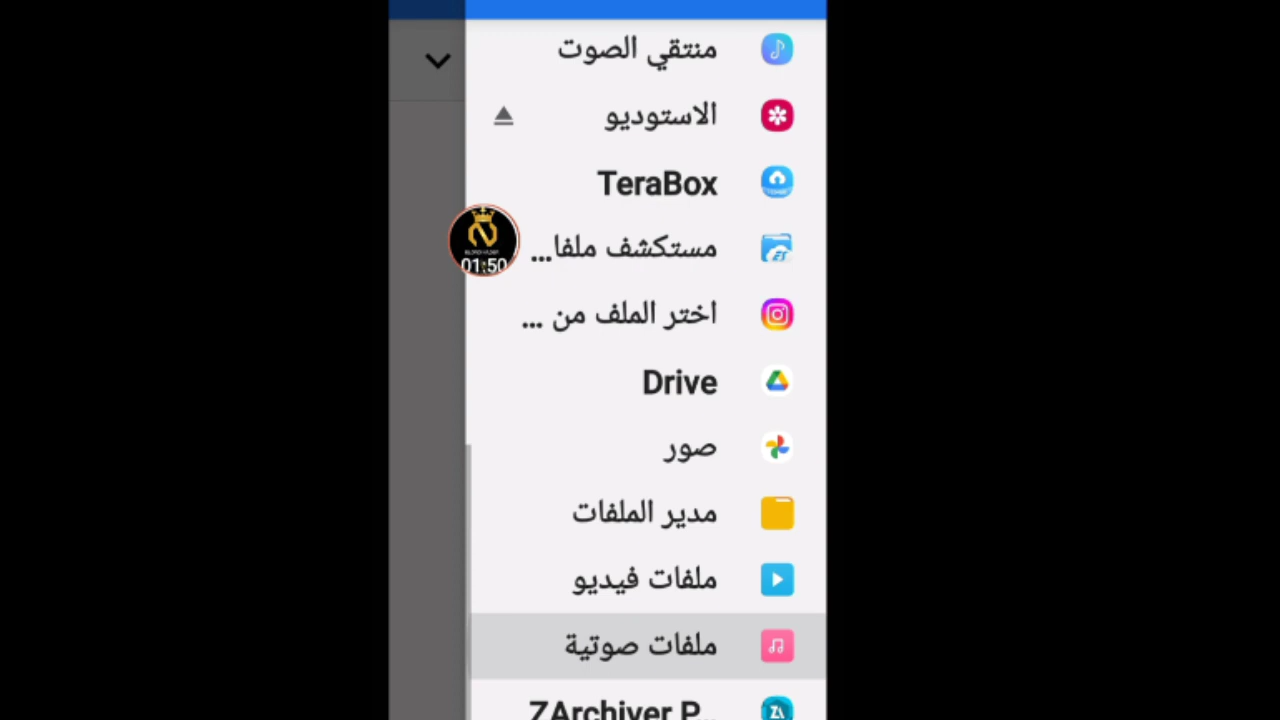 منتقي الصوت
الاستوديو
TeraBox
مستكشف ملفا...
01:50
اختر الملف من ...
Drive
صور
مدير الملفات
ملفات فيديو
ملفات صوتية
ZArchiver P...